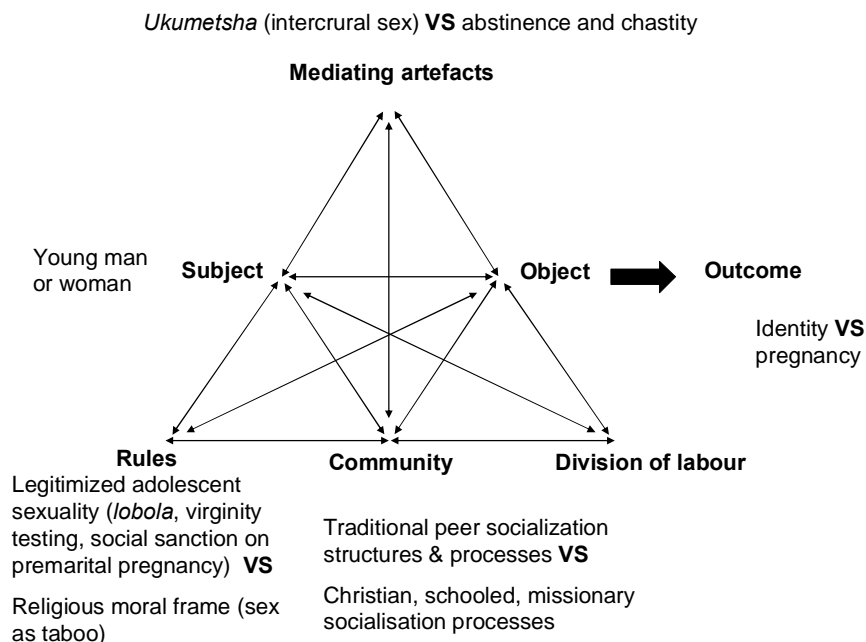 Ukumetsha (intercrural sex) VS abstinence and chastity
Mediating artefacts
Young man
or woman
Subject
Object
Outcome
Identity VS
pregnancy
Rules
Community
Division of labour
Legitimized adolescent
sexuality (lobola, virginity
testing, social sanction on
premarital pregnancy) VS
Religious moral frame (sex
as taboo)
Traditional peer socialization
structures & processes VS
Christian, schooled, missionary
socialisation processes